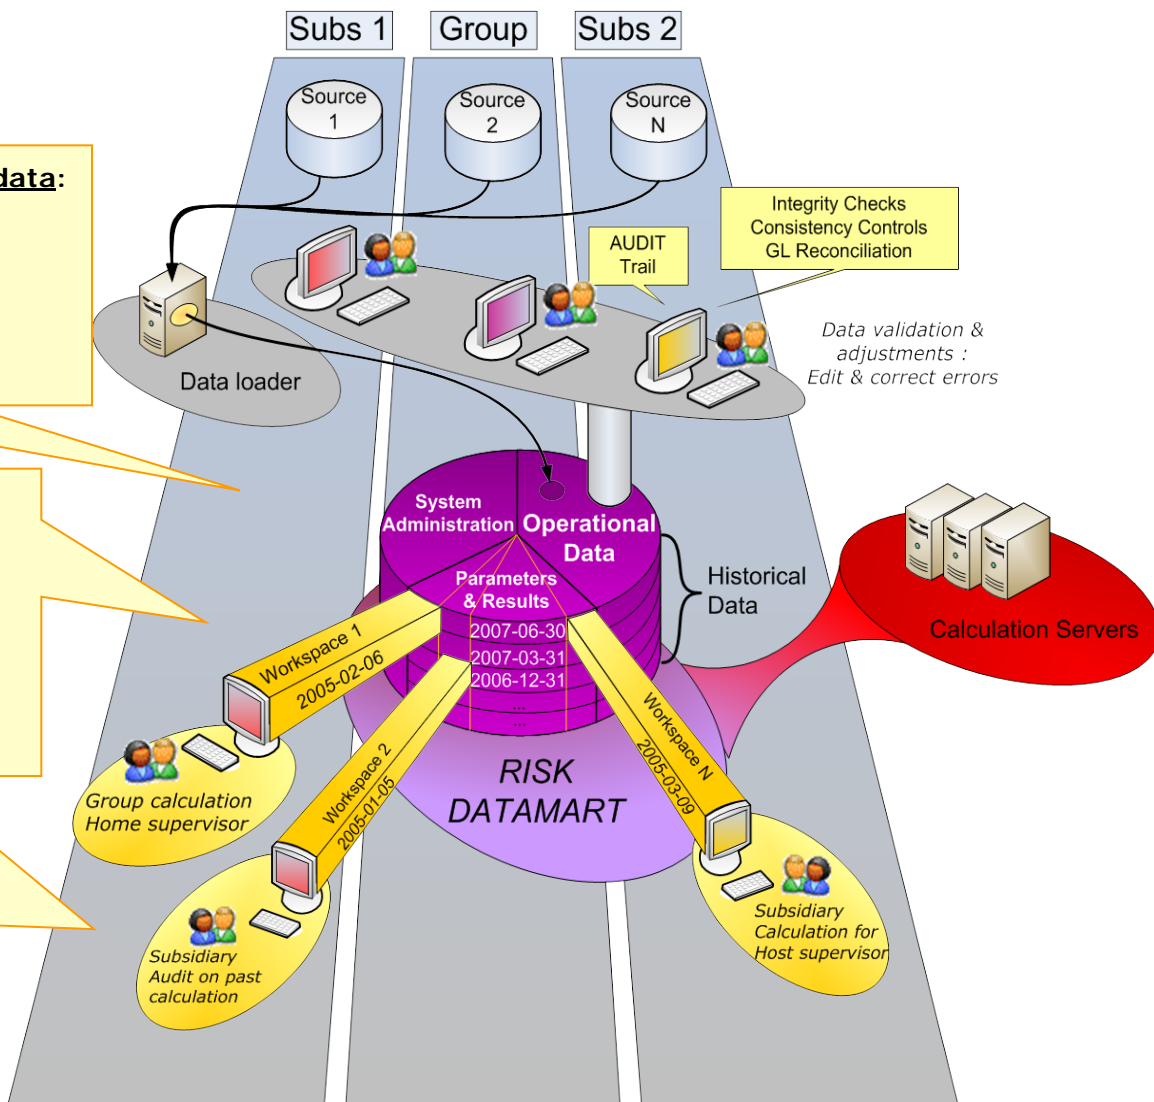 Subs 1
Group
Subs 2
Source
1
Source
2
Source
N
data:
Integrity Checks
Consistency Controls
GL Reconciliation
AUDIT
Trail
Data validation &
adjustments :
Edit & correct errors
Data loader
System
Administration
Operational
Data
Parameters
& Results
Historical
Data
2007-06-30
2007-03-31
2006-12-31
...
...
Calculation Servers
Workspace 1
2005-02-06
Workspace 2
2005-01-05
Workspace N
2005-03-09
RISK
DATAMART
Group calculation
Home supervisor
Subsidiary
Audit on past
calculation
Subsidiary
Calculation for
Host supervisor